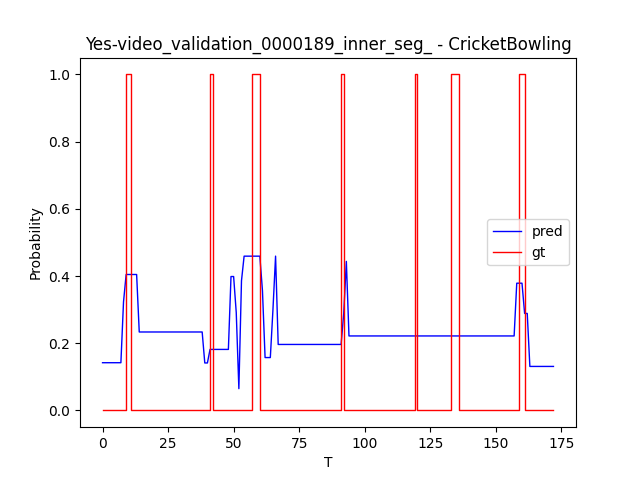 Yes-video_validation_0000189_inner_seg_ - CricketBowling
1.0
0.8
0.6
0.4
0.2
0.0
Probability
pred
gt
0 25 50 75 100 125 150 175
T